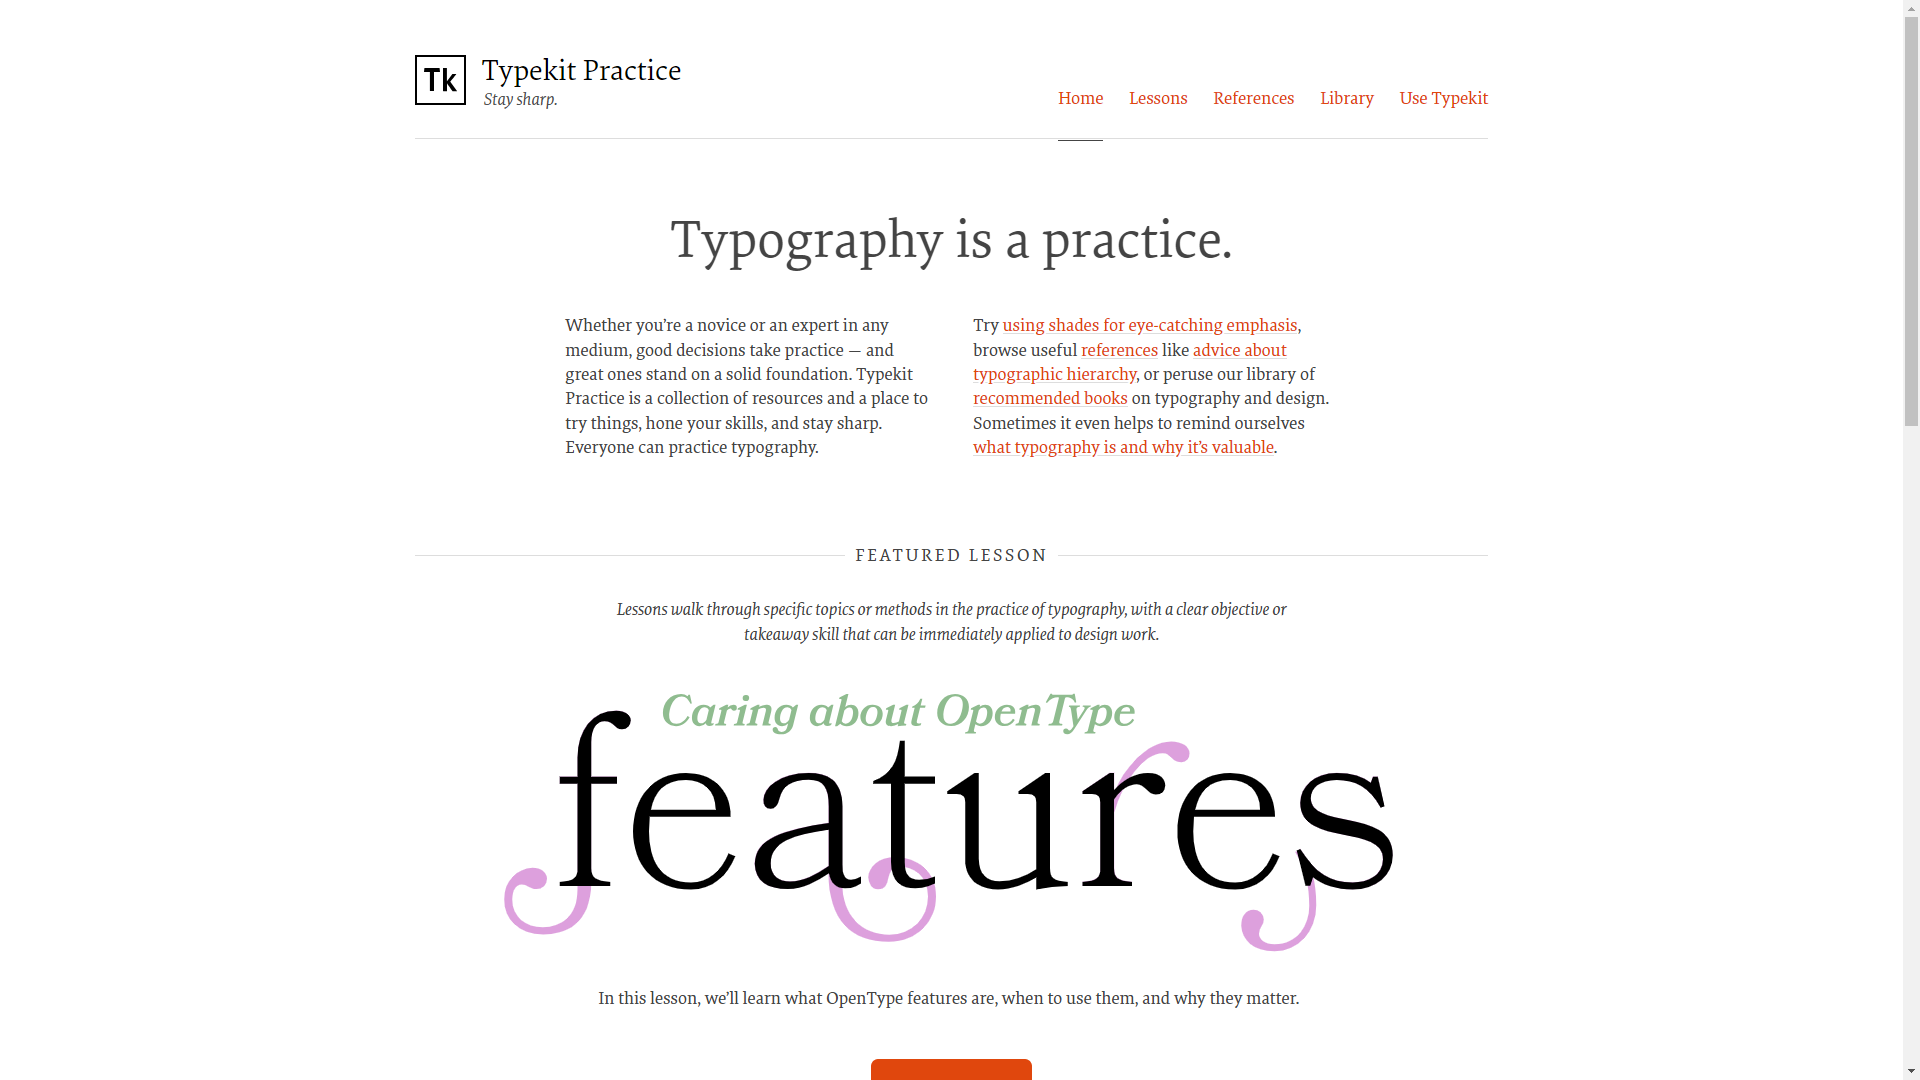 Tk
Typekit Practice
Stay sharp.
Home
Lessons
References
Library
Use Typekit
Typography is a practice.
Whether you’re a novice or an expert in any
medium, good decisions take practice — and
great ones stand on a solid foundation. Typekit
Practice is a collection of resources and a place to
try things, hone your skills, and stay sharp.
Everyone can practice typography.
Try using shades for eye-catching emphasis,
browse useful references like advice about
typographic hierarchy, or peruse our library of
recommended books on typography and design.
Sometimes it even helps to remind ourselves
what typography is and why it’s valuable.
FEATURED LESSON
Lessons walk through specific topics or methods in the practice of typography, with a clear objective or
takeaway skill that can be immediately applied to design work.
Caring about OpenType
features
In this lesson, we’ll learn what OpenType features are, when to use them, and why they matter.